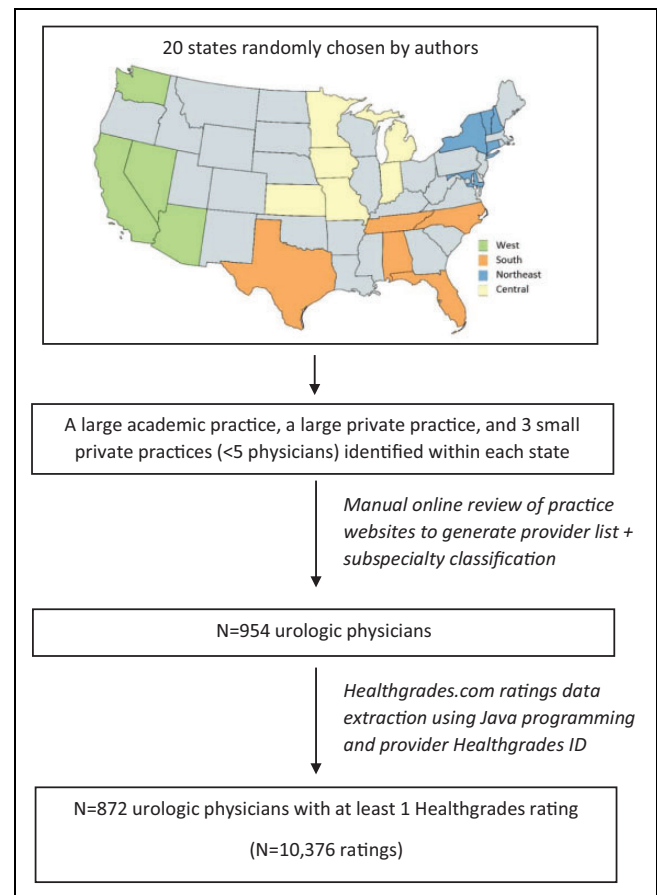 20 states randomly chosen by authors
West
South
Northeast
Central
A large academic practice, a large private practice, and 3 small
private practices (<5 physicians) identified within each state
Manual online review of practice
websites to generate provider list +
subspecialty classification
N=954 urologic physicians
Healthgrades.com ratings data
extraction using Java programming
and provider Healthgrades ID
N=872 urologic physicians with at least 1 Healthgrades rating
(N=10,376 ratings)